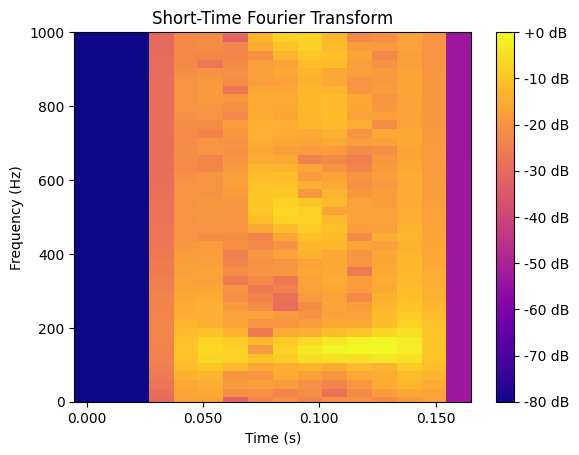 Short-Time Fourier Transform
Frequency (Hz)
1000
800
600
400
200
0
0.000
0.050
0.100
0.150
Time (s)
+0 dB
-10 dB
-20 dB
-30 dB
-40 dB
-50 dB
-60 dB
-70 dB
-80 dB